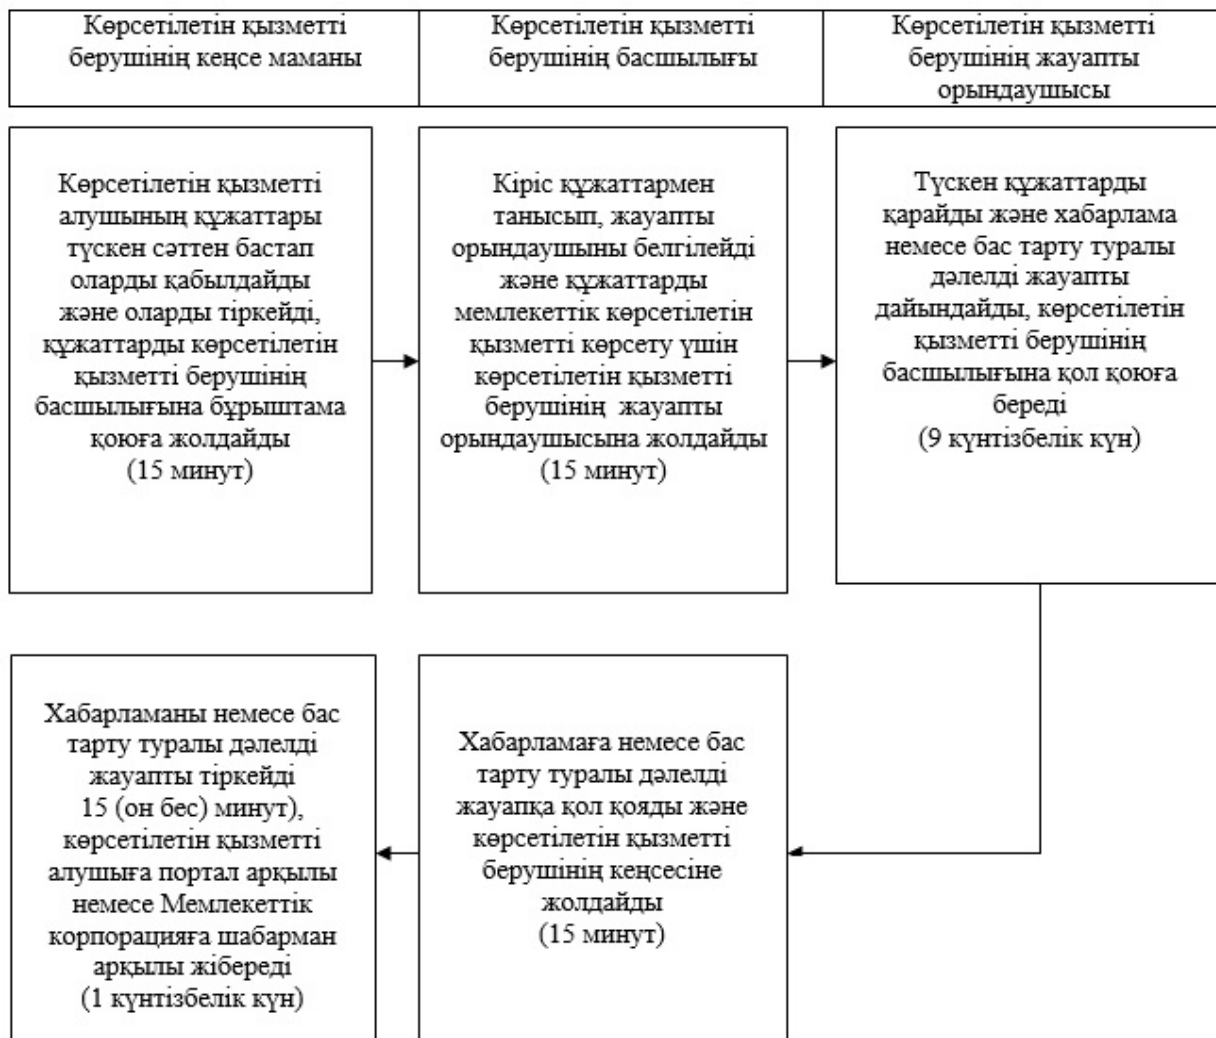 Көрсетілетін қызметті
берушінің кеңсе маманы
Көрсетілетін қызметті
берушінің басшылығы
Көрсетілетін қызметті
берушінің жауапты
орындаушысы
Көрсетілетін қызметті
алушының құжаттары
түскен сәттен бастап
оларды қабылдайды
және оларды тіркейді,
құжаттарды көрсетілетін
қызметті берушінің
басшылығына бұрыштама
қоюға жолдайды
(15 минут)
Кіріс құжаттармен
танысып, жауапты
орындаушыны белгілейді
және құжаттарды
мемлекеттік көрсетілетін
қызметті көрсету үшін
көрсетілетін қызметті
берушінің жауапты
орындаушысына жолдайды
(15 минут)
Түскен құжаттарды
қарайды және хабарлама
немесе бас тарту туралы
дәлелді жауапты
дайындайды, көрсетілетін
қызметті берушінің
басшылығына қол қоюға
береді
(9 күнтізбелік күн)
Хабарламаны немесе бас
тарту туралы дәлелді
жауапты тіркейді
15 (он бес) минут),
көрсетілетін қызметті
алушыға портал арқылы
немесе Мемлекеттік
корпорацияға шабарман
арқылы жібереді
(1 күнтізбелік күн)
Хабарламаға немесе бас
тарту туралы дәлелді
жауапқа қол қояды және
көрсетілетін қызметті
берушінің кеңсесіне
жолдайды
(15 минут)